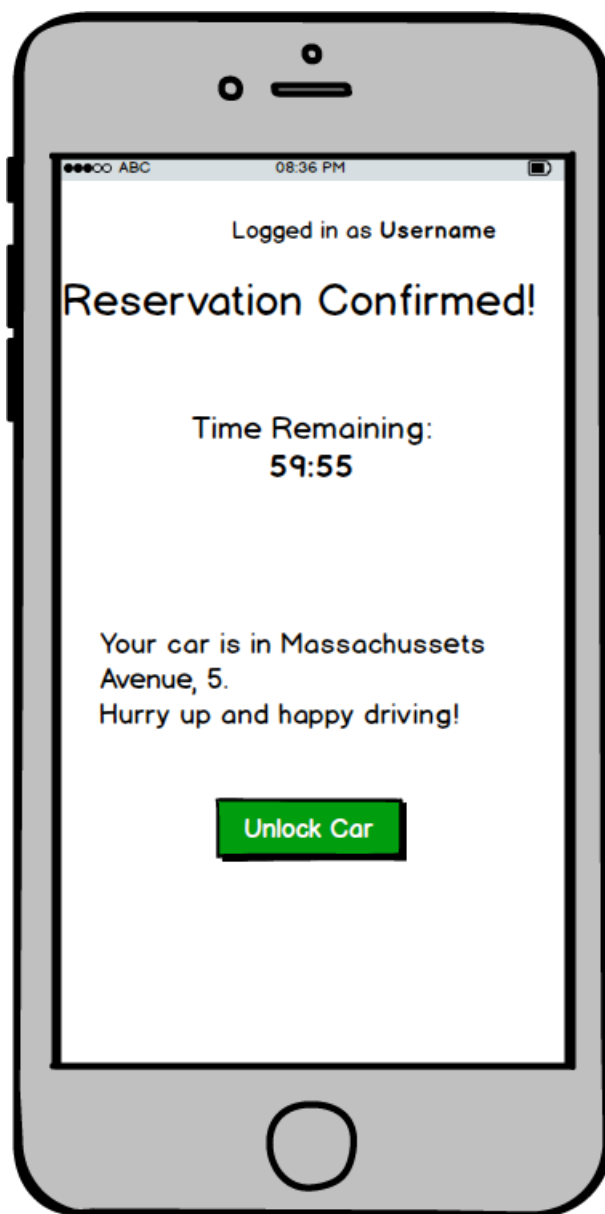 ABC 08:36 PM
Logged in as Username
Reservation Confirmed!
Time Remaining:
59:55
Your car is in Massachussets
Avenue, 5.
Hurry up and happy driving!
Unlock Car